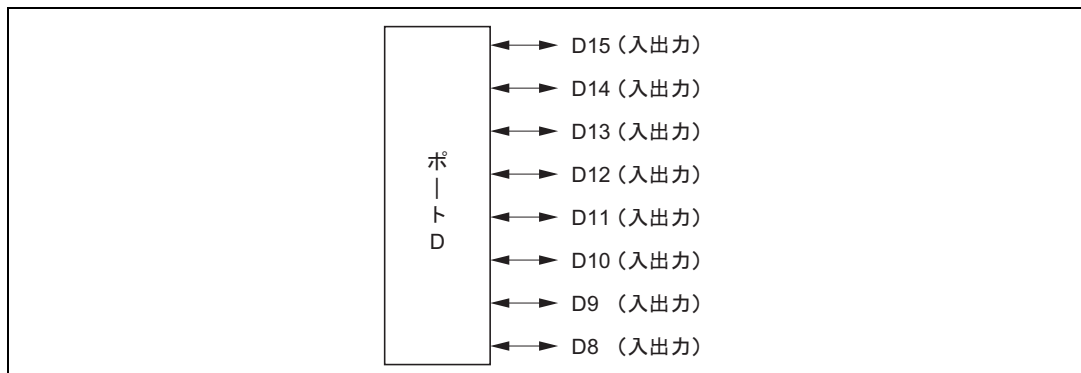 ポートD
D15（入出力）
D14（入出力）
D13（入出力）
D12（入出力）
D11（入出力）
D10（入出力）
D9 （入出力）
D8 （入出力）